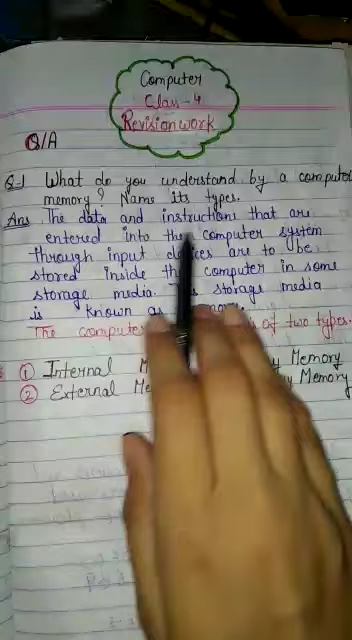 Computer
Class-4
Revision work
Q/A
Q-1 What do you understand by a computer
memory? Name its types.
Ans The data and instructions that are
entered into the computer system
through input devices are to be
stored inside the computer in some
storage media. storage media
is known as
The computer of two types.
① Internal Memory
② External Me Memory